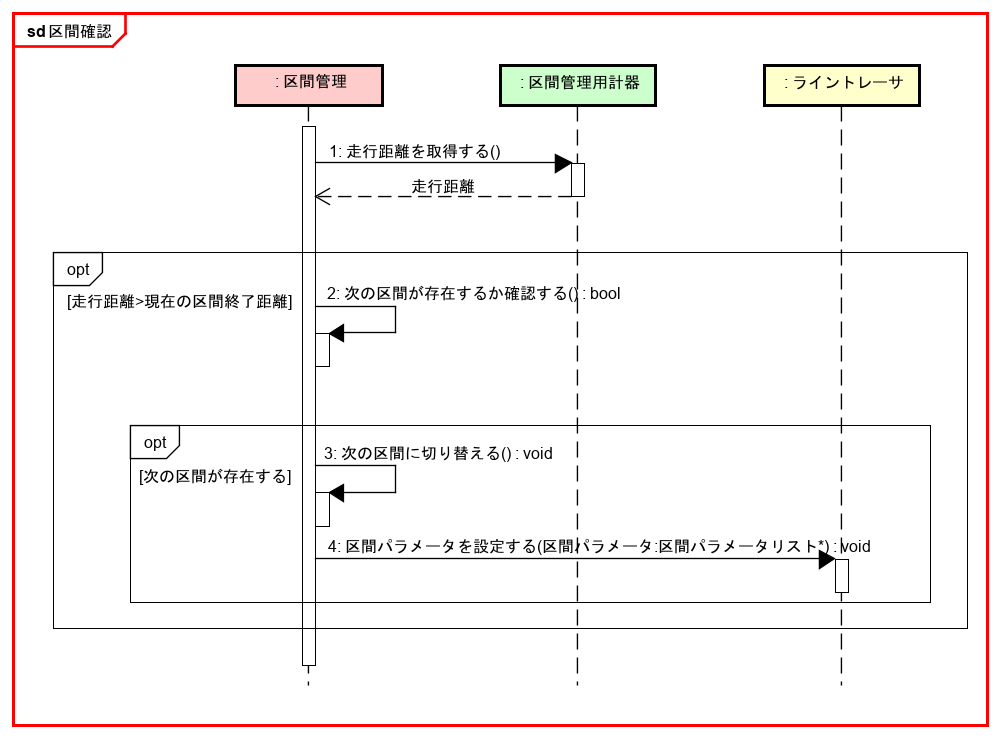 sd 区間確認
: 区間管理
: 区間管理用計器
: ライントレーサ
1: 走行距離を取得する()
走行距離
opt
[走行距離>現在の区間終了距離]
2: 次の区間が存在するか確認する() : bool
opt
[次の区間が存在する]
3: 次の区間に切り替える() : void
4: 区間パラメータを設定する(区間パラメータ:区間パラメータリスト*) : void